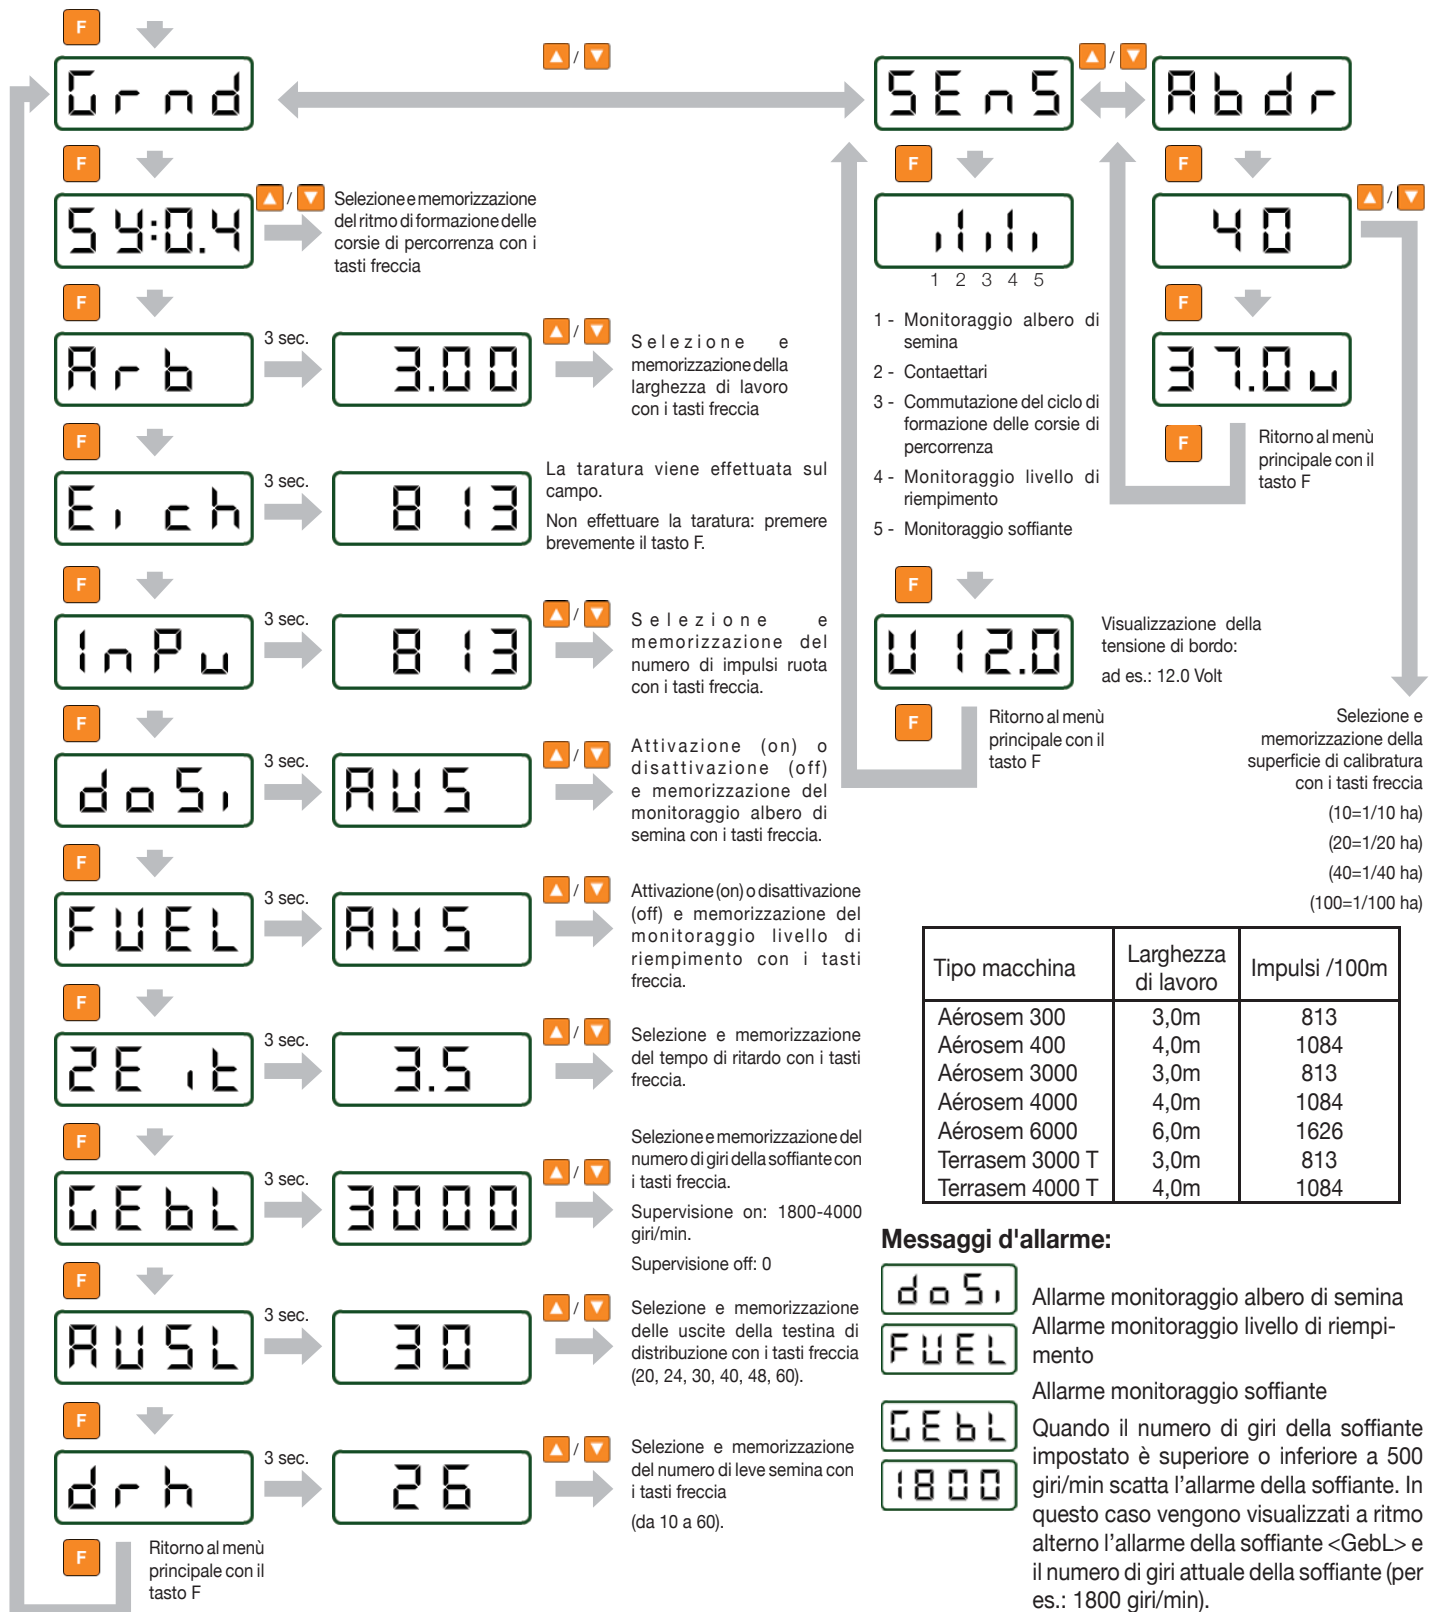 F
Grnd
▲ / ▼
SEnS
▲ / ▼
Abdr
F
SY:0.4
▲ / ▼
Selezione e memorizzazione
del ritmo di formazione delle
corsie di percorrenza con i
tasti freccia
F
Arb
3 sec.
3.00
▲ / ▼
Selezione e
memorizzazione della
larghezza di lavoro
con i tasti freccia
F
Eich
3 sec.
813
La taratura viene effettuata sul
campo.
Non effettuare la taratura: premere
brevemente il tasto F.
F
InPu
3 sec.
813
▲ / ▼
Selezione e
memorizzazione del
numero di impulsi ruota
con i tasti freccia.
F
doSi
3 sec.
AUS
▲ / ▼
Attivazione (on) o
disattivazione (off)
e memorizzazione del
monitoraggio albero di
semina con i tasti freccia.
F
FUEL
3 sec.
AUS
▲ / ▼
Attivazione (on) o disattivazione
(off) e memorizzazione del
monitoraggio livello di
riempimento con i tasti
freccia.
F
ZEit
3 sec.
3.5
▲ / ▼
Selezione e memorizzazione
del tempo di ritardo con i tasti
freccia.
F
GEbL
3 sec.
3000
▲ / ▼
Selezione e memorizzazione del
numero di giri della soffiante con
i tasti freccia.
Supervisione on: 1800-4000
giri/min.
Supervisione off: 0
F
AUSL
3 sec.
30
▲ / ▼
Selezione e memorizzazione
delle uscite della testina di
distribuzione con i tasti freccia
(20, 24, 30, 40, 48, 60).
F
drh
3 sec.
26
▲ / ▼
Selezione e memorizzazione
del numero di leve semina con
i tasti freccia
(da 10 a 60).
F
Ritorno al menù
principale con il
tasto F
F
1 2 3 4 5
1 - Monitoraggio albero di
semina
2 - Contaettari
3 - Commutazione del ciclo di
formazione delle corsie di
percorrenza
4 - Monitoraggio livello di
riempimento
5 - Monitoraggio soffiante
F
U 12.0
Visualizzazione della
tensione di bordo:
ad es.: 12.0 Volt
F
Ritorno al menù
principale con il
tasto F
F
40
▲ / ▼
F
37.0u
F
Ritorno al menù
principale con il
tasto F
Selezione e
memorizzazione della
superficie di calibratura
con i tasti freccia
(10=1/10 ha)
(20=1/20 ha)
(40=1/40 ha)
(100=1/100 ha)
Tipo macchina Larghezza di lavoro Impulsi /100m
Aérosem 300 3,0m 813
Aérosem 400 4,0m 1084
Aérosem 3000 3,0m 813
Aérosem 4000 4,0m 1084
Aérosem 6000 6,0m 1626
Terrasem 3000 T 3,0m 813
Terrasem 4000 T 4,0m 1084
Messaggi d'allarme:
doSi
Allarme monitoraggio albero di semina
FUEL
Allarme monitoraggio livello di riempi-
mento
GEbL
1800
Allarme monitoraggio soffiante
Quando il numero di giri della soffiante
impostato è superiore o inferiore a 500
giri/min scatta l’allarme della soffiante. In
questo caso vengono visualizzati a ritmo
alterno l’allarme della soffiante <GebL> e
il numero di giri attuale della soffiante (per
es.: 1800 giri/min).